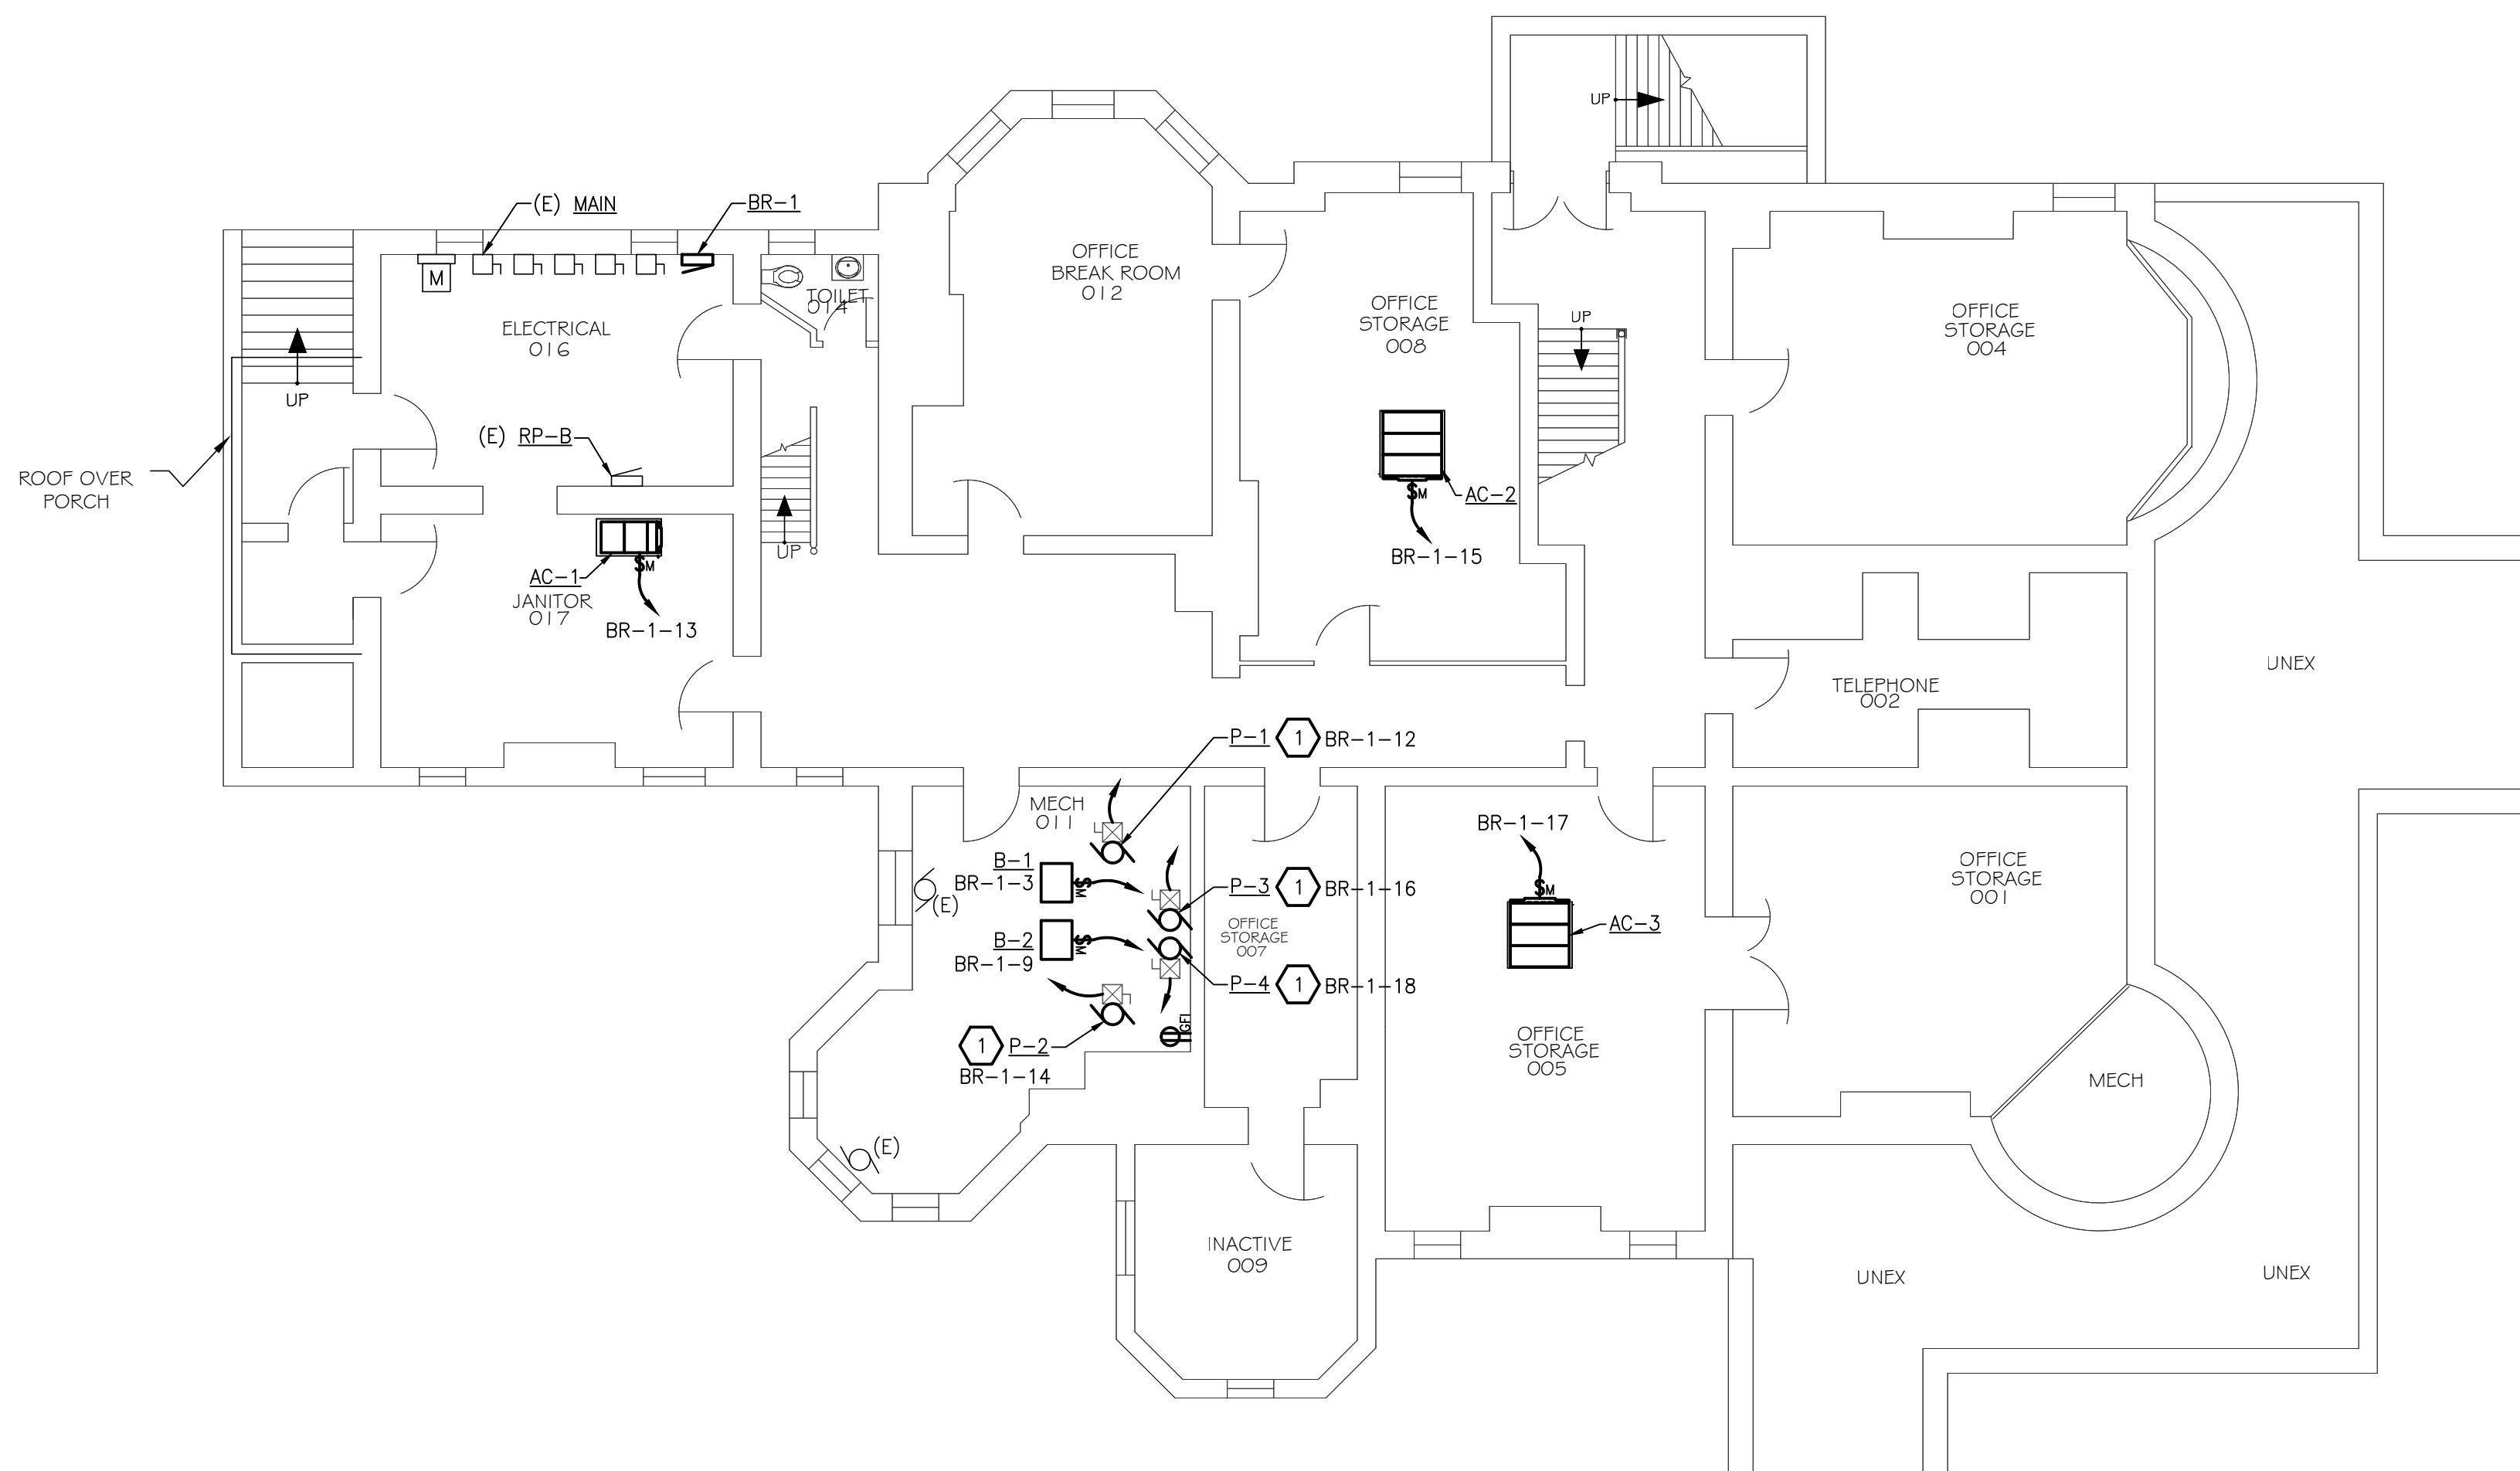 UP
(E) MAIN
BR-1
M
TOILET
014
OFFICE
BREAK ROOM
012
ELECTRICAL
016
OFFICE
STORAGE
008
UP
OFFICE
STORAGE
004
UP
(E) RP-B
ROOF OVER
PORCH
$M
AC-2
BR-1-15
UP
AC-1
$M
JANITOR
017
BR-1-13
UNEX
TELEPHONE
002
P-1 1 BR-1-12
MECH
011
BR-1-17
B-1
BR-1-3
$M
(E)
P-3 1 BR-1-16
$M
OFFICE
STORAGE
001
AC-3
OFFICE
STORAGE
007
B-2
BR-1-9
$M
P-4 1 BR-1-18
GFI
1 P-2
BR-1-14
OFFICE
STORAGE
005
MECH
(E)
INACTIVE
009
UNEX
UNEX